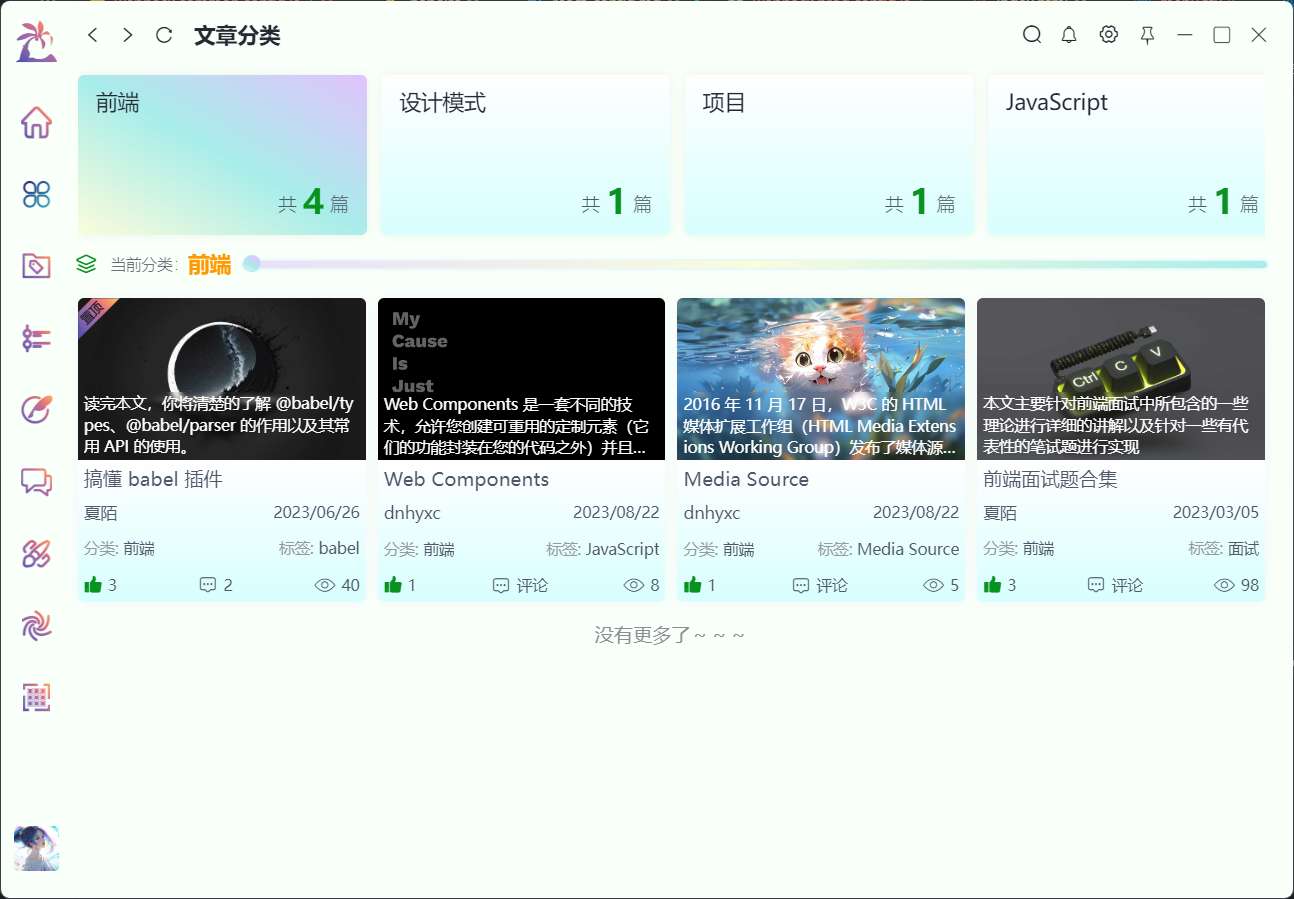 文章分类
前端
共 4 篇
设计模式
共 1 篇
项目
共 1 篇
JavaScript
共 1 篇
当前分类: 前端
置顶
读完本文，你将清楚的了解 @babel/ty
pes、@babel/parser 的作用以及其常
用 API 的使用。
搞懂 babel 插件
夏陌 2023/06/26
分类: 前端 标签: babel
3 2 40
My
Cause
Is
Just
Web Components 是一套不同的技
术，允许您创建可重用的定制元素（它
们的功能封装在您的代码之外）并且...
Web Components
dnhyxc 2023/08/22
分类: 前端 标签: JavaScript
1 评论 8
2016 年 11 月 17 日，W3C 的 HTML
媒体扩展工作组（HTML Media Extens
ions Working Group）发布了媒体源...
Media Source
dnhyxc 2023/08/22
分类: 前端 标签: Media Source
1 评论 5
Ctrl C V
本文主要针对前端面试中所包含的一些
理论进行详细的讲解以及针对一些有代
表性的笔试题进行实现
前端面试题合集
夏陌 2023/03/05
分类: 前端 标签: 面试
3 评论 98
没有更多了～～～